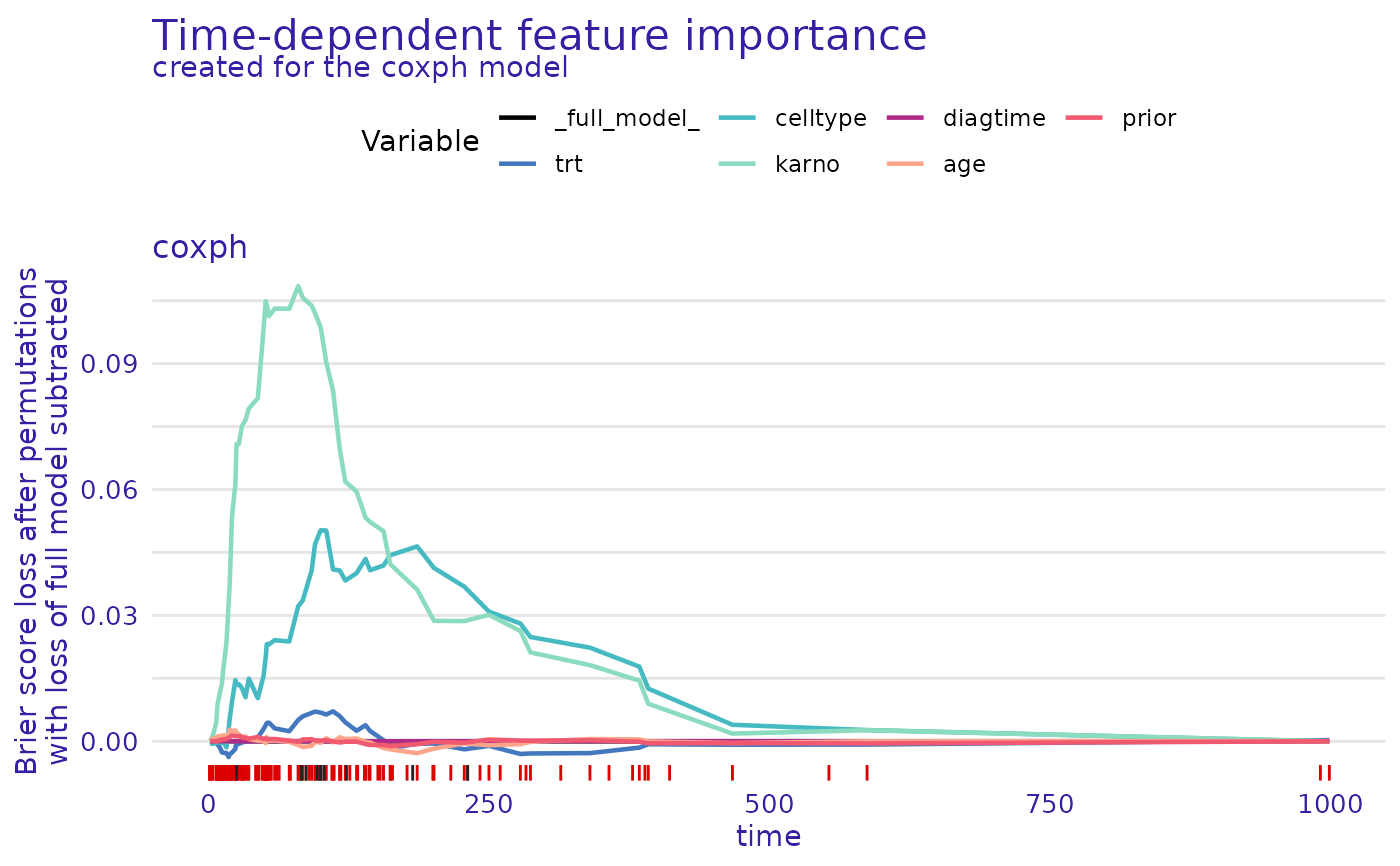 Time-dependent feature importance
created for the coxph model
Variable
_full_model_ celltype diagtime prior
trt karno age
coxph
Brier score loss after permutations
with loss of full model subtracted
0.09
0.06
0.03
0.00
0 250 500 750 1000
time